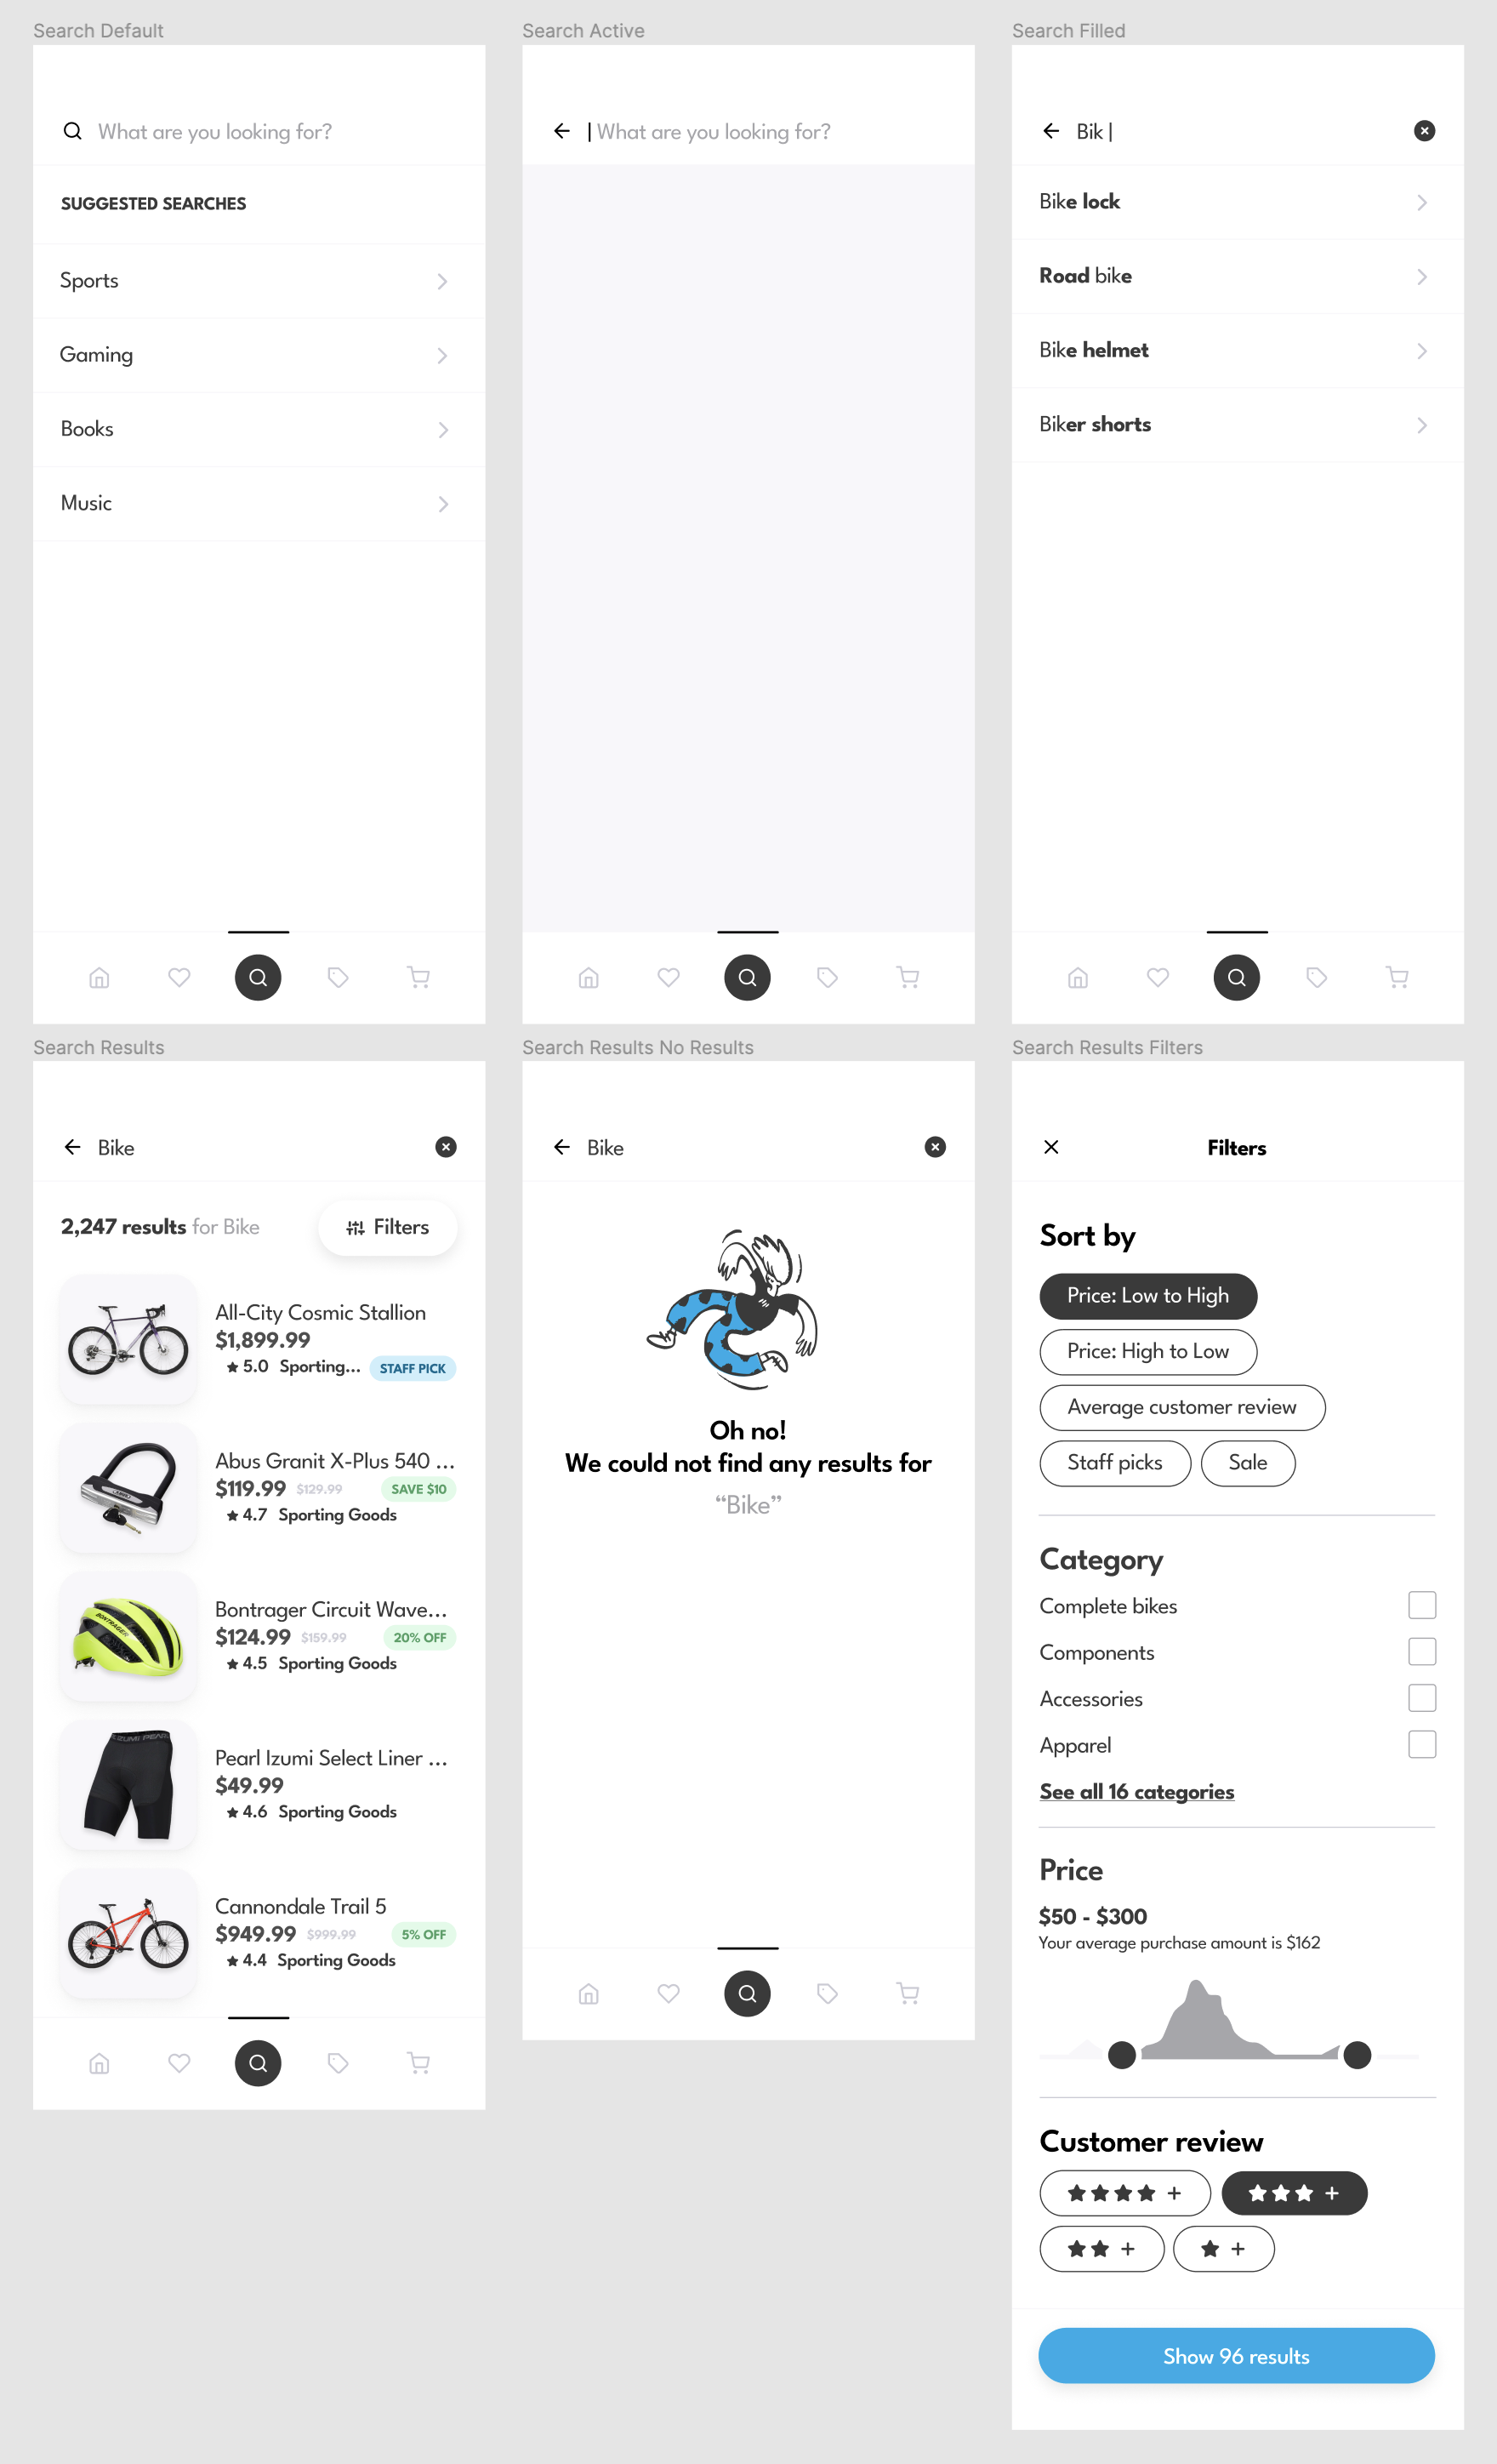 Search Default
What are you looking for?
SUGGESTED SEARCHES
Sports
Gaming
Books
Music
Search Active
What are you looking for?
Search Filled
Bik
Bike lock
Road bike
Bike helmet
Biker shorts
Search Results
Bike
2,247 results for Bike
Filters
All-City Cosmic Stallion
$1,899.99
5.0 Sporting... STAFF PICK
Abus Granit X-Plus 540 ...
$119.99 $129.99 SAVE $10
4.7 Sporting Goods
BONTRAGER
Bontrager Circuit Wave...
$124.99 $159.99 20% OFF
4.5 Sporting Goods
Pearl Izumi Select Liner ...
$49.99
4.6 Sporting Goods
Cannondale Trail 5
$949.99 $999.99 5% OFF
4.4 Sporting Goods
Search Results No Results
Bike
Oh no!
We could not find any results for
“Bike”
Search Results Filters
Filters
Sort by
Price: Low to High
Price: High to Low
Average customer review
Staff picks
Sale
Category
Complete bikes
Components
Accessories
Apparel
See all 16 categories
Price
$50 - $300
Your average purchase amount is $162
Customer review
+
+
+
+
Show 96 results